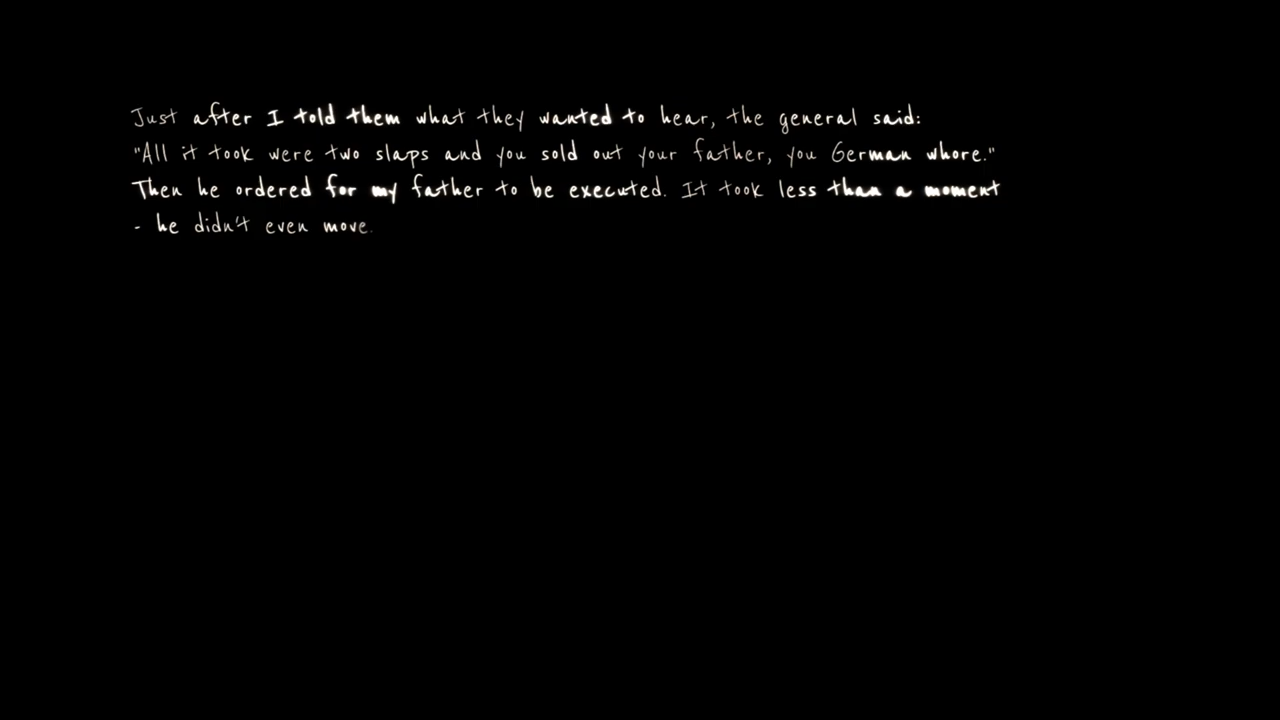 Just after I told them what they wanted to hear, the general said:
"All it took were two slaps and you sold out your father, you German whore."
Then he ordered for my father to be executed. It took less than a moment
- he didn't even move.